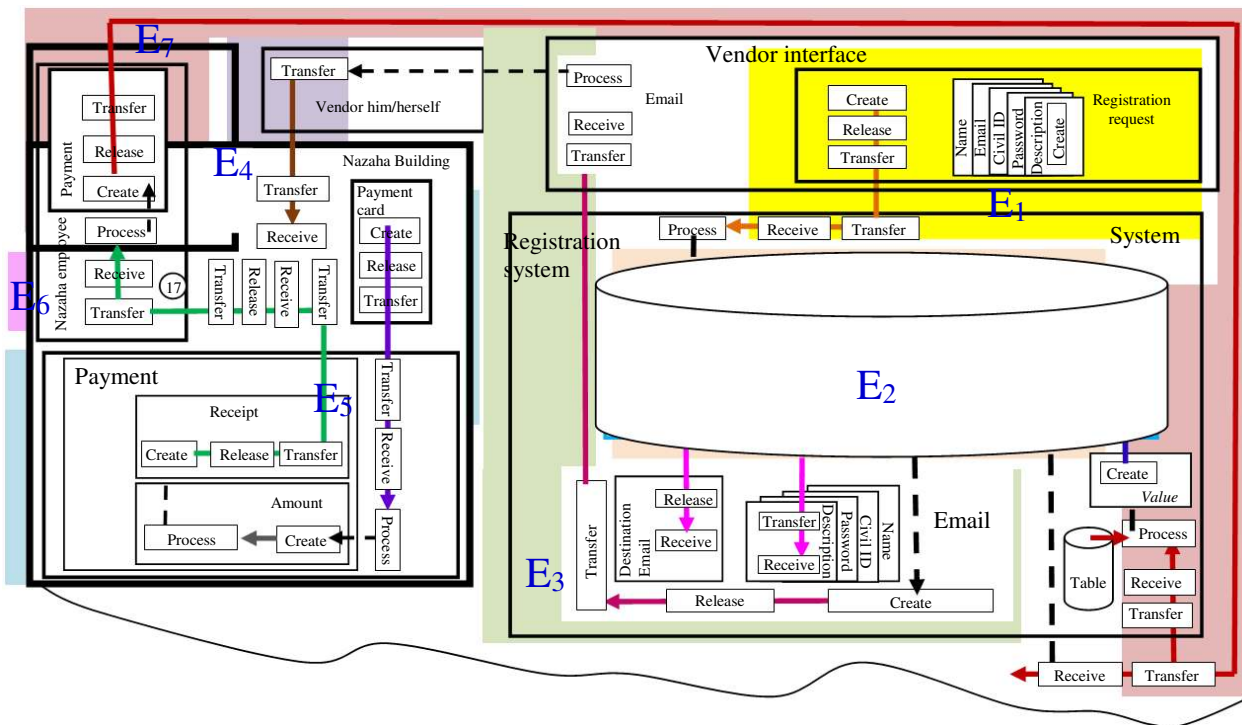 E7
Transfer
Release
Create
Payment
Process
Receive
Transfer
Nazaha employee
E6
17
Transfer
Vendor him/herself
E4
Nazaha Building
Transfer
Receive
Payment
card
Create
Release
Transfer
Transfer
Release
Receive
Transfer
Payment
Receipt
E5
Create
Release
Transfer
Amount
Process
Create
Transfer
Receive
Process
Vendor interface
Process
Email
Receive
Transfer
Create
Release
Transfer
Name
Email
Civil ID
Password
Description
Create
Registration
request
E1
Registration
system
Process
Receive
Transfer
System
E2
E3
Transfer
Destination
Email
Release
Receive
Transfer
Receive
Description
Password
Civil ID
Name
Email
Release
Create
Create
Value
Process
Table
Receive
Transfer
Receive
Transfer